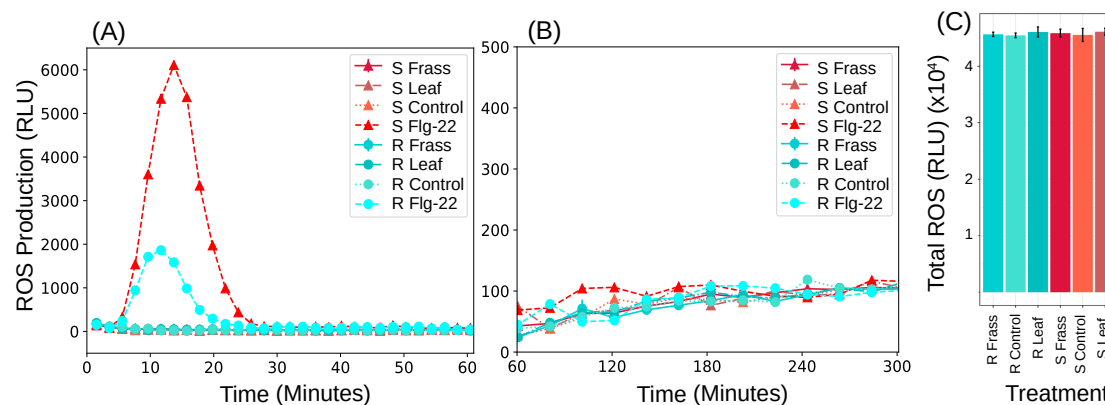 (A)
ROS Production (RLU)
6000
5000
4000
3000
2000
1000
0
0
10
20
30
40
50
60
Time (Minutes)
S Frass
S Leaf
S Control
S Flg-22
R Frass
R Leaf
R Control
R Flg-22
(B)
500
400
300
200
100
0
60
120
180
240
300
Time (Minutes)
S Frass
S Leaf
S Control
S Flg-22
R Frass
R Leaf
R Control
R Flg-22
(C)
Total ROS (RLU) (x10⁴)
4
4
2
1
R Frass
R Control
R Leaf
S Frass
S Control
S Leaf
Treatment